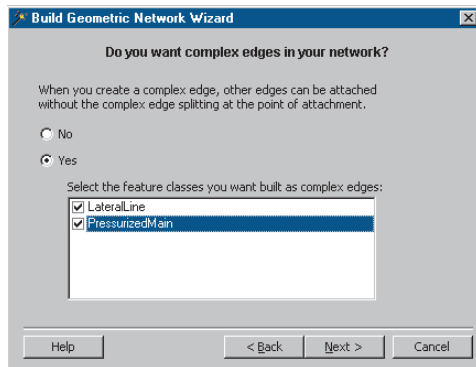 Build Geometric Network Wizard
Do you want complex edges in your network?
When you create a complex edge, other edges can be attached
without the complex edge splitting at the point of attachment.
No
Yes
Select the feature classes you want built as complex edges:
LateralLine
PressurizedMain
Help
< Back
Next >
Cancel